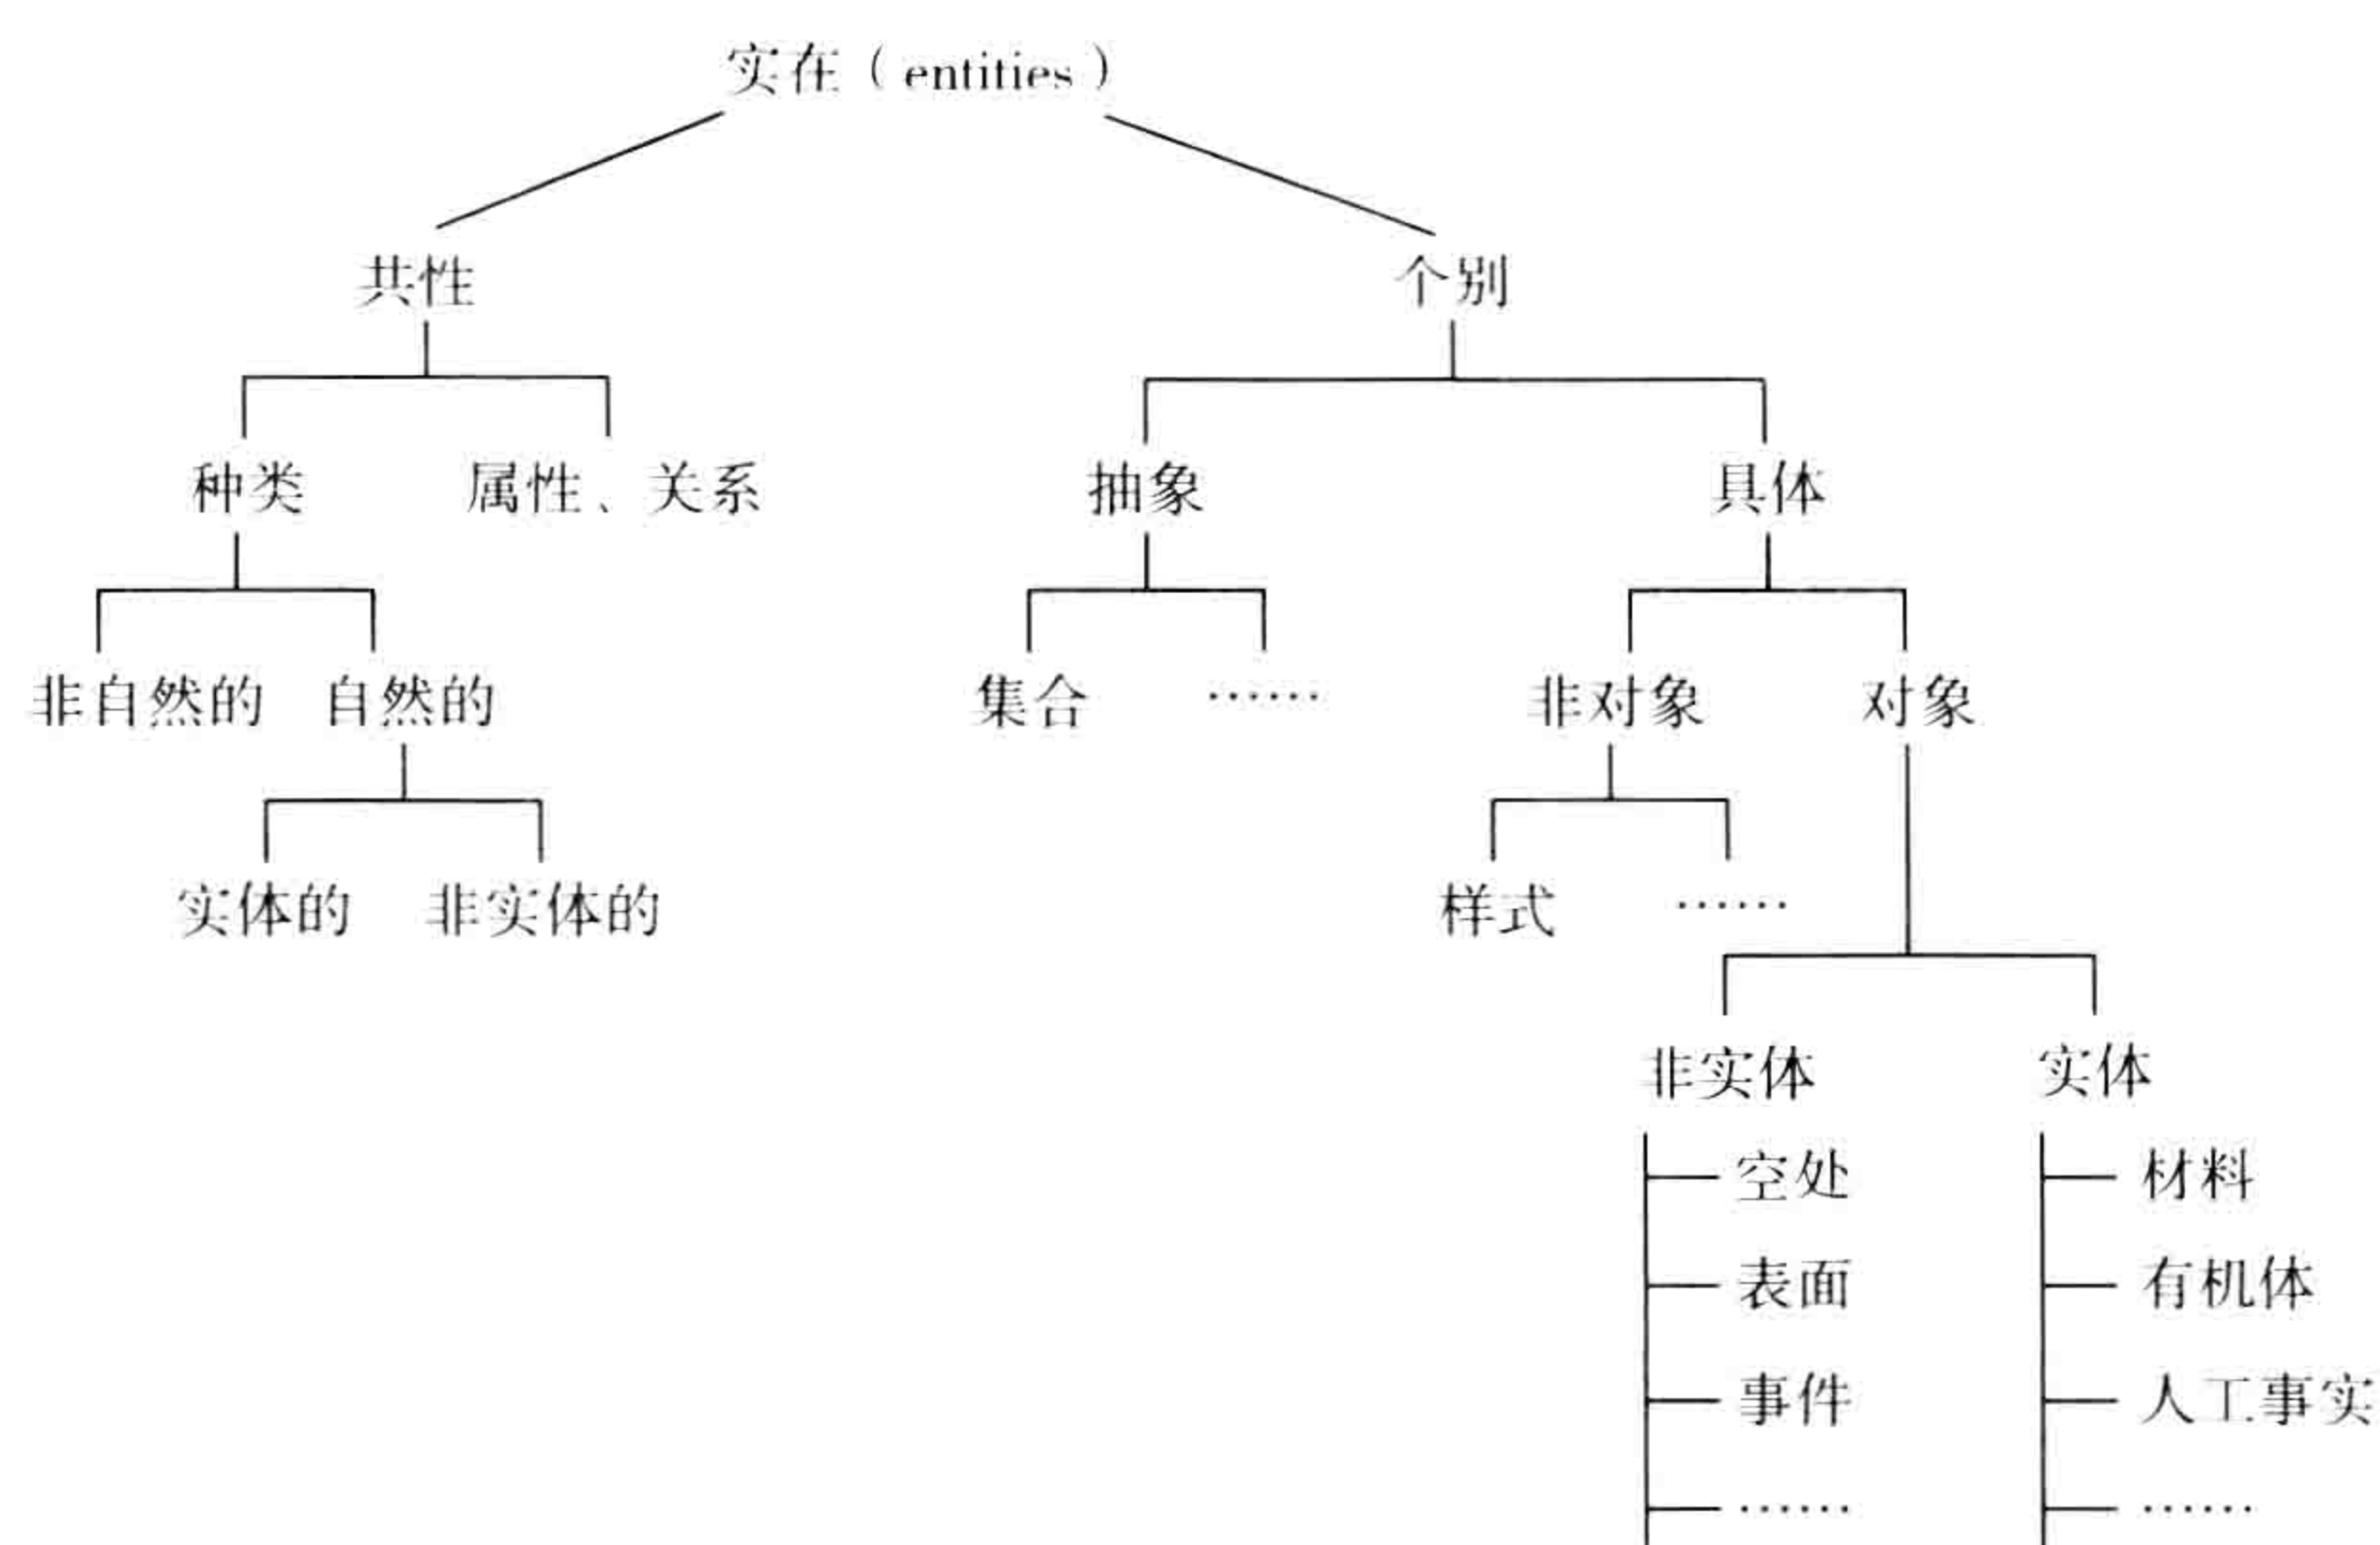 实在（entities）
共性 个别
种类 属性、关系 抽象 具体
非自然的 自然的 集合 …… 非对象 对象
实体的 非实体的 样式 ……
非实体 实体
空处 材料
表面 有机体
事件 人工事实
…… ……